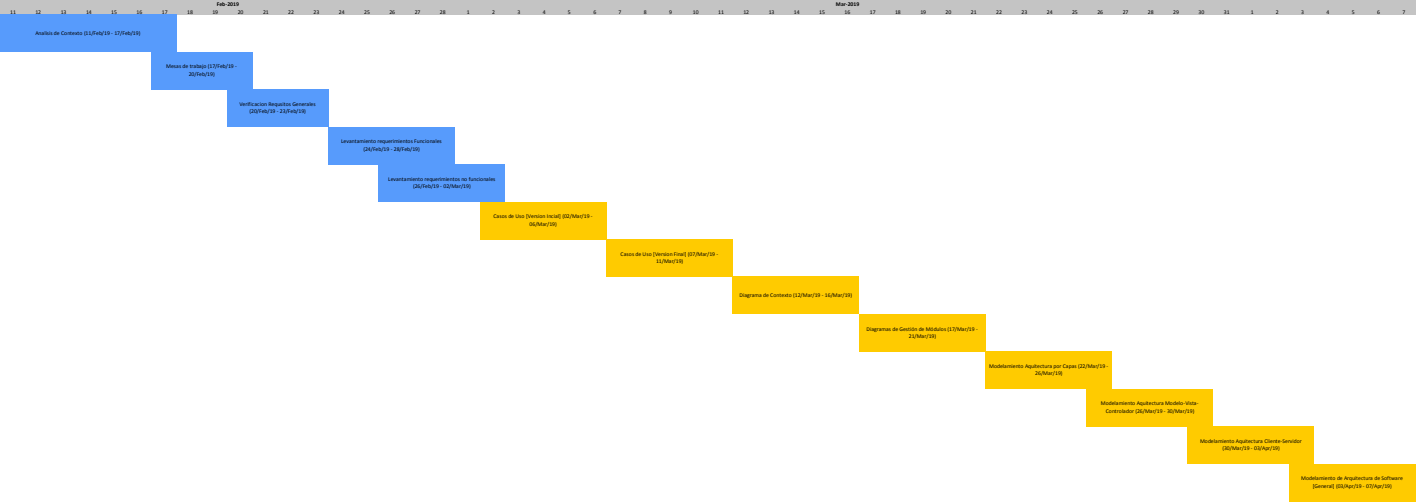 Feb-2019 Mar-2019
11 12 13 14 15 16 17 18 19 20 21 22 23 24 25 26 27 28 1 2 3 4 5 6 7 8 9 10 11 12 13 14 15 16 17 18 19 20 21 22 23 24 25 26 27 28 29 30 31 1 2 3 4 5 6 7
Analisis de Contexto (11/Feb/19 - 17/Feb/19)
Mesas de trabajo (17/Feb/19 -
20/Feb/19)
Verificacion Requsitos Generales
(20/Feb/19 - 23/Feb/19)
Levantamiento requerimientos Funcionales
(24/Feb/19 - 28/Feb/19)
Levantamiento requerimientos no funcionales
(26/Feb/19 - 02/Mar/19)
Casos de Uso [Version Incial] (02/Mar/19 -
06/Mar/19)
Casos de Uso [Version Final] (07/Mar/19 -
11/Mar/19)
Diagrama de Contexto (12/Mar/19 - 16/Mar/19)
Diagramas de Gestión de Módulos (17/Mar/19 -
21/Mar/19)
Modelamiento Aquitectura por Capas (22/Mar/19 -
26/Mar/19)
Modelamiento Aquitectura Modelo-Vista-
Controlador (26/Mar/19 - 30/Mar/19)
Modelamiento Aquitectura Cliente-Servidor
(30/Mar/19 - 03/Apr/19)
Modelamiento de Arquitectura de Software
[General] (03/Apr/19 - 07/Apr/19)